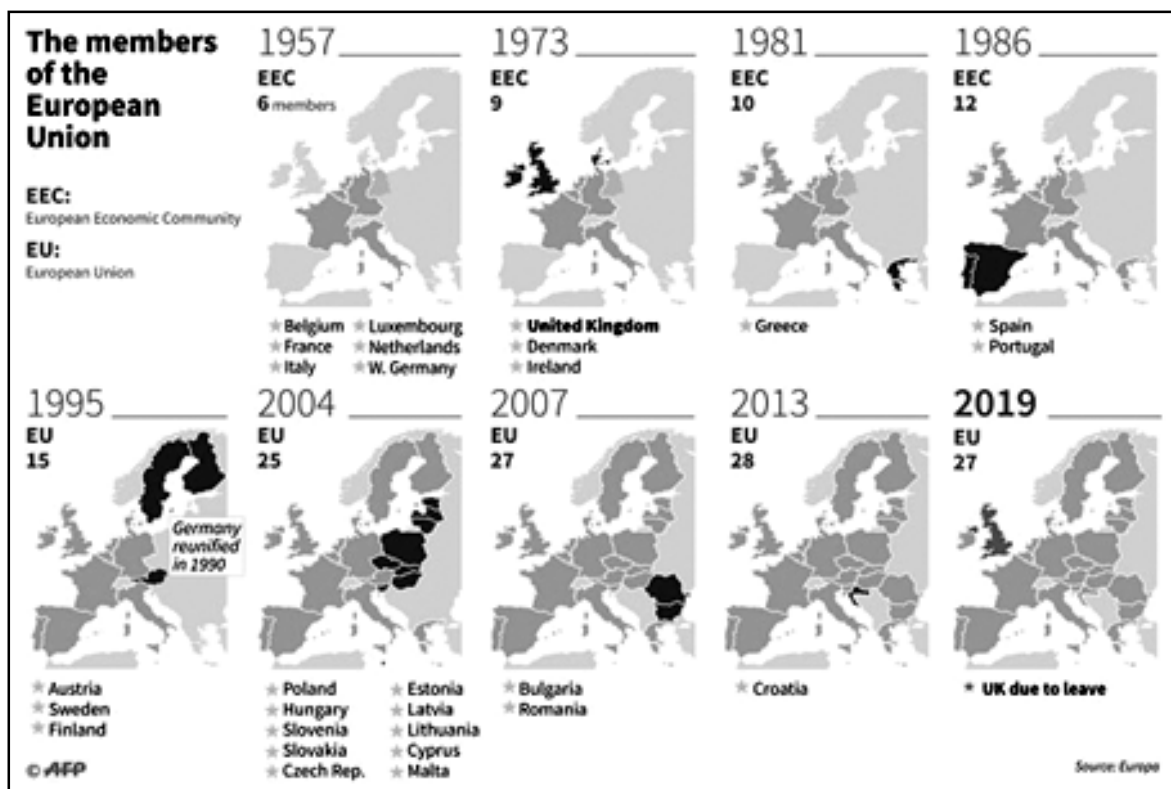 The members
of the
European
Union
EEC:
European Economic Community
EU:
European Union
1957
EEC
6 members
Belgium
France
Italy
Luxembourg
Netherlands
W. Germany
1973
EEC
9
United Kingdom
Denmark
Ireland
1981
EEC
10
Greece
1986
EEC
12
Spain
Portugal
1995
EU
15
Germany
reunified
in 1990
Austria
Sweden
Finland
2004
EU
25
Poland
Hungary
Slovenia
Slovakia
Czech Rep.
Estonia
Latvia
Lithuania
Cyprus
Malta
2007
EU
27
Bulgaria
Romania
2013
EU
28
Croatia
2019
EU
27
UK due to leave
© AFP
Source: Europa